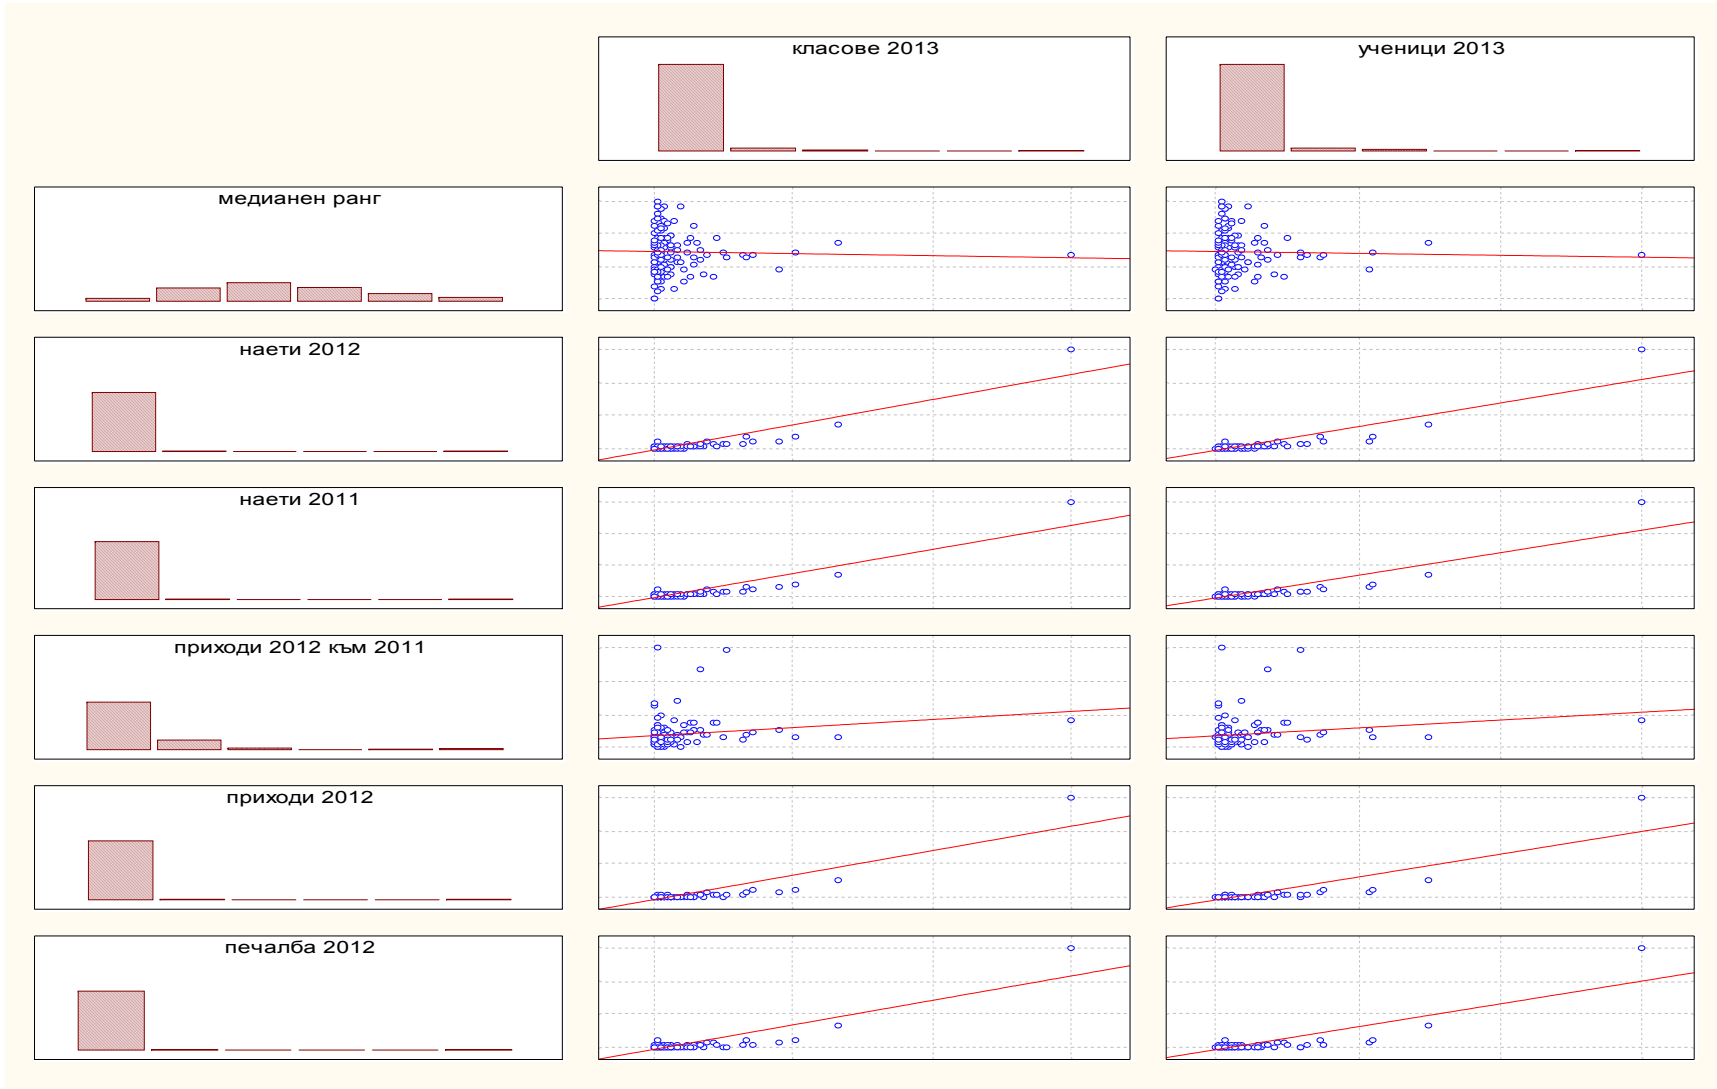 класове 2013
ученици 2013
медианен ранг
наети 2012
наети 2011
приходи 2012 към 2011
приходи 2012
печалба 2012